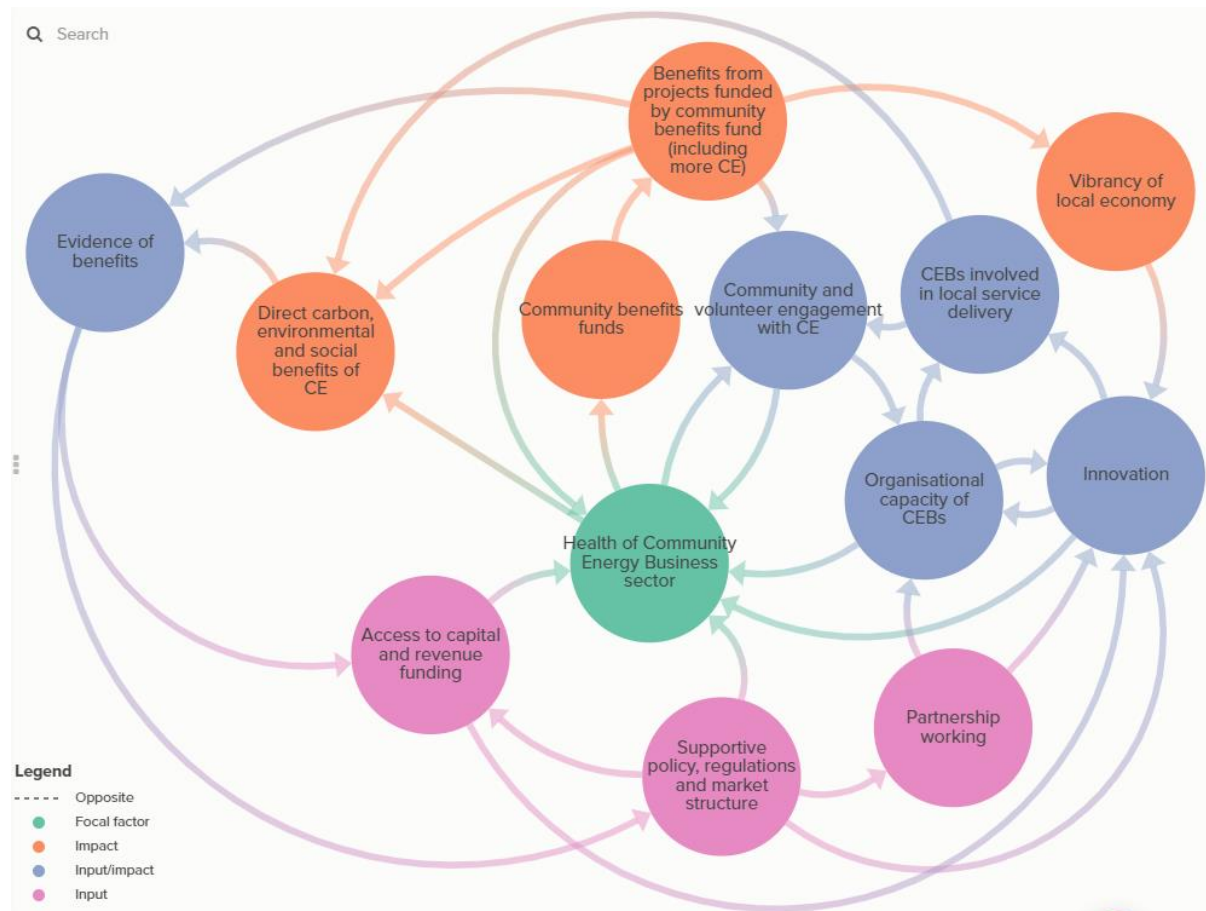 Search
Benefits from
projects funded
by community
benefits fund
(including
more CE)
Vibrancy of
local economy
Evidence of
benefits
CEBs involved
in local service
delivery
Community and
volunteer engagement
with CE
Community benefits
funds
Direct carbon,
environmental
and social
benefits of
CE
Innovation
Organisational
capacity of
CEBs
Health of Community
Energy Business
sector
Access to capital
and revenue
funding
Partnership
working
Supportive
policy, regulations
and market
structure
Legend
Opposite
Focal factor
Impact
Input/impact
Input